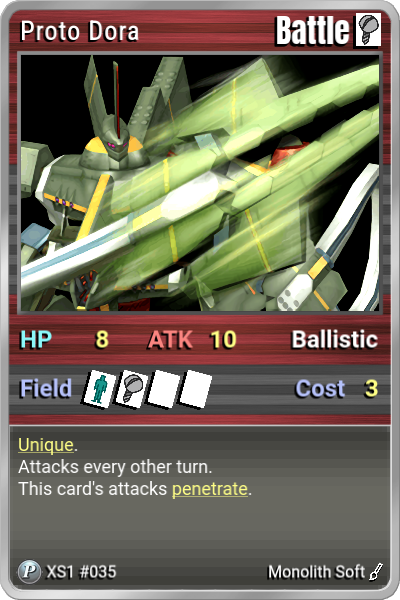 Proto Dora Battle
HP 8 ATK 10 Ballistic
Field Cost 3
Unique.
Attacks every other turn.
This card's attacks penetrate.
P XS1 #035 Monolith Soft